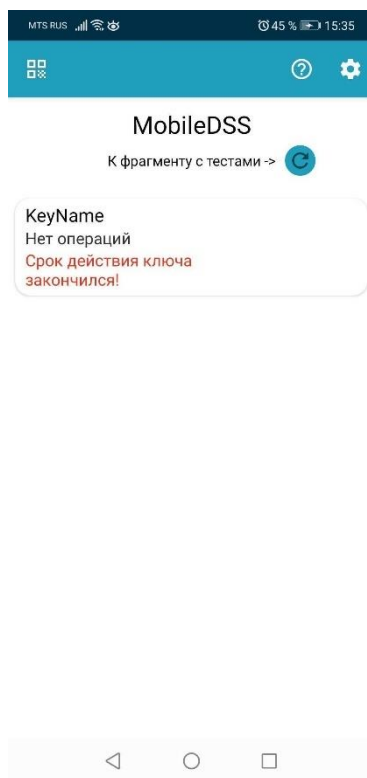 MTS RUS 45 % 15:35
MobileDSS
К фрагменту с тестами ->
KeyName
Нет операций
Срок действия ключа
закончился!